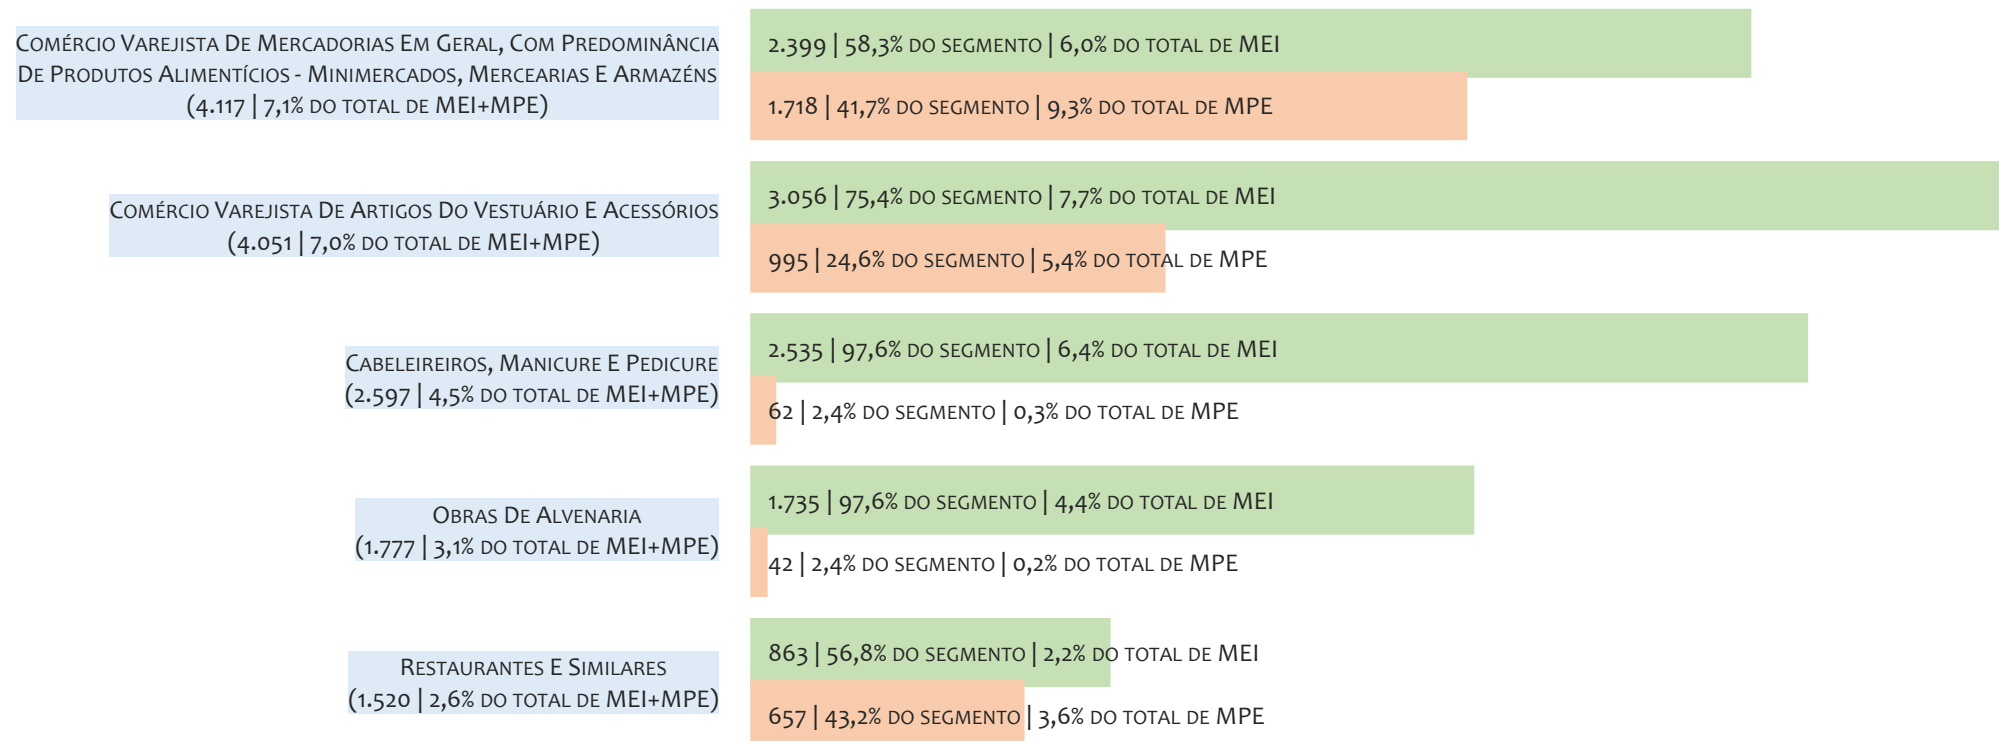 Comércio Varejista De Mercadorias Em Geral, Com Predominância
De Produtos Alimentícios - Minimercados, Mercearias E Armazéns
(4.117 | 7,1% do total de MEI+MPE)
2.399 | 58,3% do segmento | 6,0% do total de MEI
1.718 | 41,7% do segmento | 9,3% do total de MPE
Comércio Varejista De Artigos Do Vestuário E Acessórios
(4.051 | 7,0% do total de MEI+MPE)
3.056 | 75,4% do segmento | 7,7% do total de MEI
995 | 24,6% do segmento | 5,4% do total de MPE
Cabeleireiros, Manicure E Pedicure
(2.597 | 4,5% do total de MEI+MPE)
2.535 | 97,6% do segmento | 6,4% do total de MEI
62 | 2,4% do segmento | 0,3% do total de MPE
Obras De Alvenaria
(1.777 | 3,1% do total de MEI+MPE)
1.735 | 97,6% do segmento | 4,4% do total de MEI
42 | 2,4% do segmento | 0,2% do total de MPE
Restaurantes E Similares
(1.520 | 2,6% do total de MEI+MPE)
863 | 56,8% do segmento | 2,2% do total de MEI
657 | 43,2% do segmento | 3,6% do total de MPE